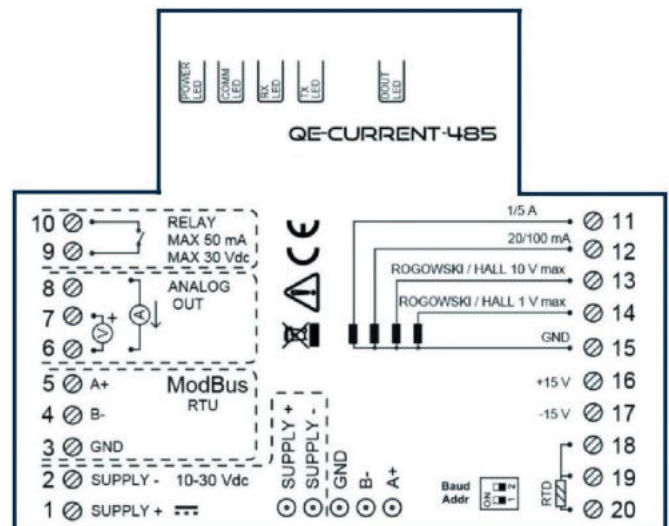 POWER LED
COMM LED
RX LED
TX LED
DOUT LED
QE-CURRENT-485
10
9
RELAY
MAX 50 mA
MAX 30 Vdc
8
7
6
ANALOG
OUT
V +
A
5 A+
4 B-
3 GND
ModBus
RTU
2 SUPPLY - 10-30 Vdc
1 SUPPLY +
CE
SUPPLY +
SUPPLY -
GND
B-
A+
1/5 A 11
20/100 mA 12
ROGOWSKI / HALL 10 V max 13
ROGOWSKI / HALL 1 V max 14
GND 15
+15 V 16
-15 V 17
18
19
20
RTD
Baud
Addr
ON
2
1